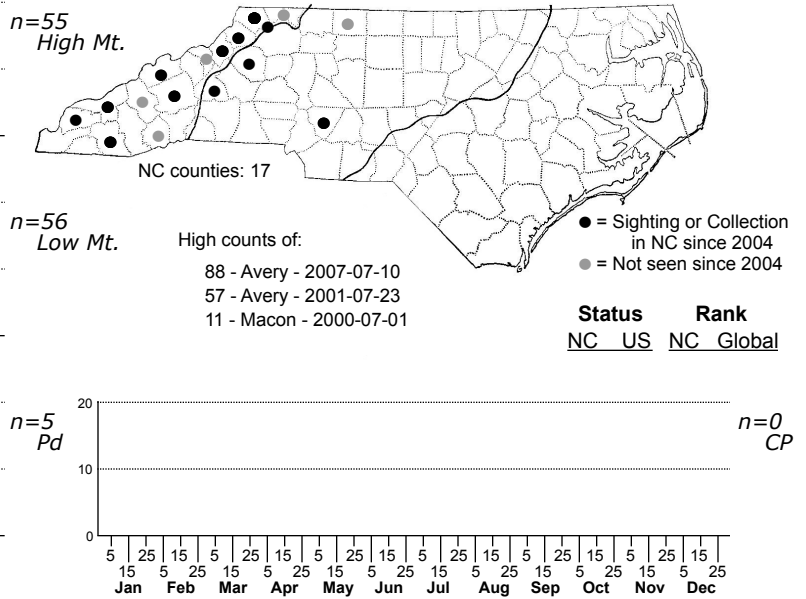 n=55
High Mt.
NC counties: 17
n=56
Low Mt.
High counts of:
88 - Avery - 2007-07-10
57 - Avery - 2001-07-23
11 - Macon - 2000-07-01
● = Sighting or Collection
in NC since 2004
● = Not seen since 2004
Status Rank
NC US NC Global
n=5
Pd
n=0
CP
20
10
0
5 25 15 5 25 15 5 25 15 5 25 15 5 25 15 5 25 15
15 5 25 15 5 25 15 5 25 15 5 25 15 5 25 15 5 25
Jan Feb Mar Apr May Jun Jul Aug Sep Oct Nov Dec